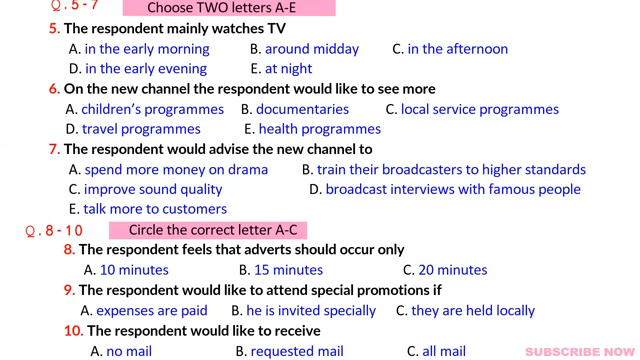 Q.5-7 Choose TWO letters A-E
5. The respondent mainly watches TV
A. in the early morning B. around midday C. in the afternoon
D. in the early evening E. at night
6. On the new channel the respondent would like to see more
A. children's programmes B. documentaries C. local service programmes
D. travel programmes E. health programmes
7. The respondent would advise the new channel to
A. spend more money on drama B. train their broadcasters to higher standards
C. improve sound quality D. broadcast interviews with famous people
E. talk more to customers
Q.8-10 Circle the correct letter A-C
8. The respondent feels that adverts should occur only
A. 10 minutes B. 15 minutes C. 20 minutes
9. The respondent would like to attend special promotions if
A. expenses are paid B. he is invited specially C. they are held locally
10. The respondent would like to receive
A. no mail B. requested mail C. all mail
SUBSCRIBE NOW